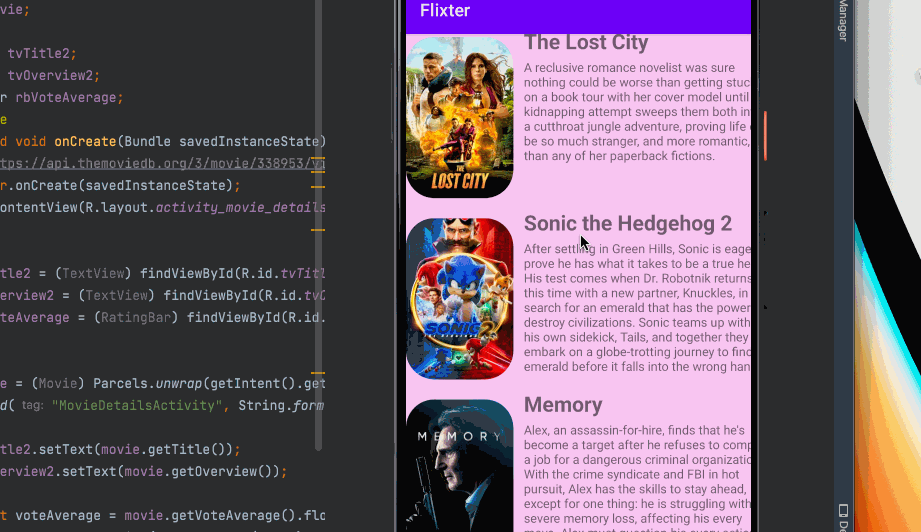 vie;
tvTitle2;
tvOverview2;
r rbVoteAverage;
e
d void onCreate(Bundle savedInstanceState)
tps://api.themoviedb.org/3/movie/338953/
r.onCreate(savedInstanceState);
ontentView(R.layout.activity_movie_details
tle2 = (TextView) findViewById(R.id.tvTitl
erview2 = (TextView) findViewById(R.id.tvO
teAverage = (RatingBar) findViewById(R.id.
e = (Movie) Parcels.unwrap(getIntent().get
d( tag: "MovieDetailsActivity", String.form
tle2.setText(movie.getTitle());
erview2.setText(movie.getOverview());
t voteAverage = movie.getVoteAverage().flo
Flixter
The Lost City
A reclusive romance novelist was sure
nothing could be worse than getting stuc
on a book tour with her cover model until
kidnapping attempt sweeps them both in
a cutthroat jungle adventure, proving life
be so much stranger, and more romantic,
than any of her paperback fictions.
THE
LOST CITY
Sonic the Hedgehog 2
After settling in Green Hills, Sonic is eage
prove he has what it takes to be a true he
His test comes when Dr. Robotnik returns
this time with a new partner, Knuckles, in
search for an emerald that has the power
destroy civilizations. Sonic teams up with
his own sidekick, Tails, and together they
embark on a globe-trotting journey to find
emerald before it falls into the wrong han
SONIC 2
Memory
Alex, an assassin-for-hire, finds that he's
become a target after he refuses to comp
a job for a dangerous criminal organizatio
With the crime syndicate and FBI in hot
pursuit, Alex has the skills to stay ahead,
except for one thing: he is struggling with
severe memory loss, affecting his every
MEMORY
Manager